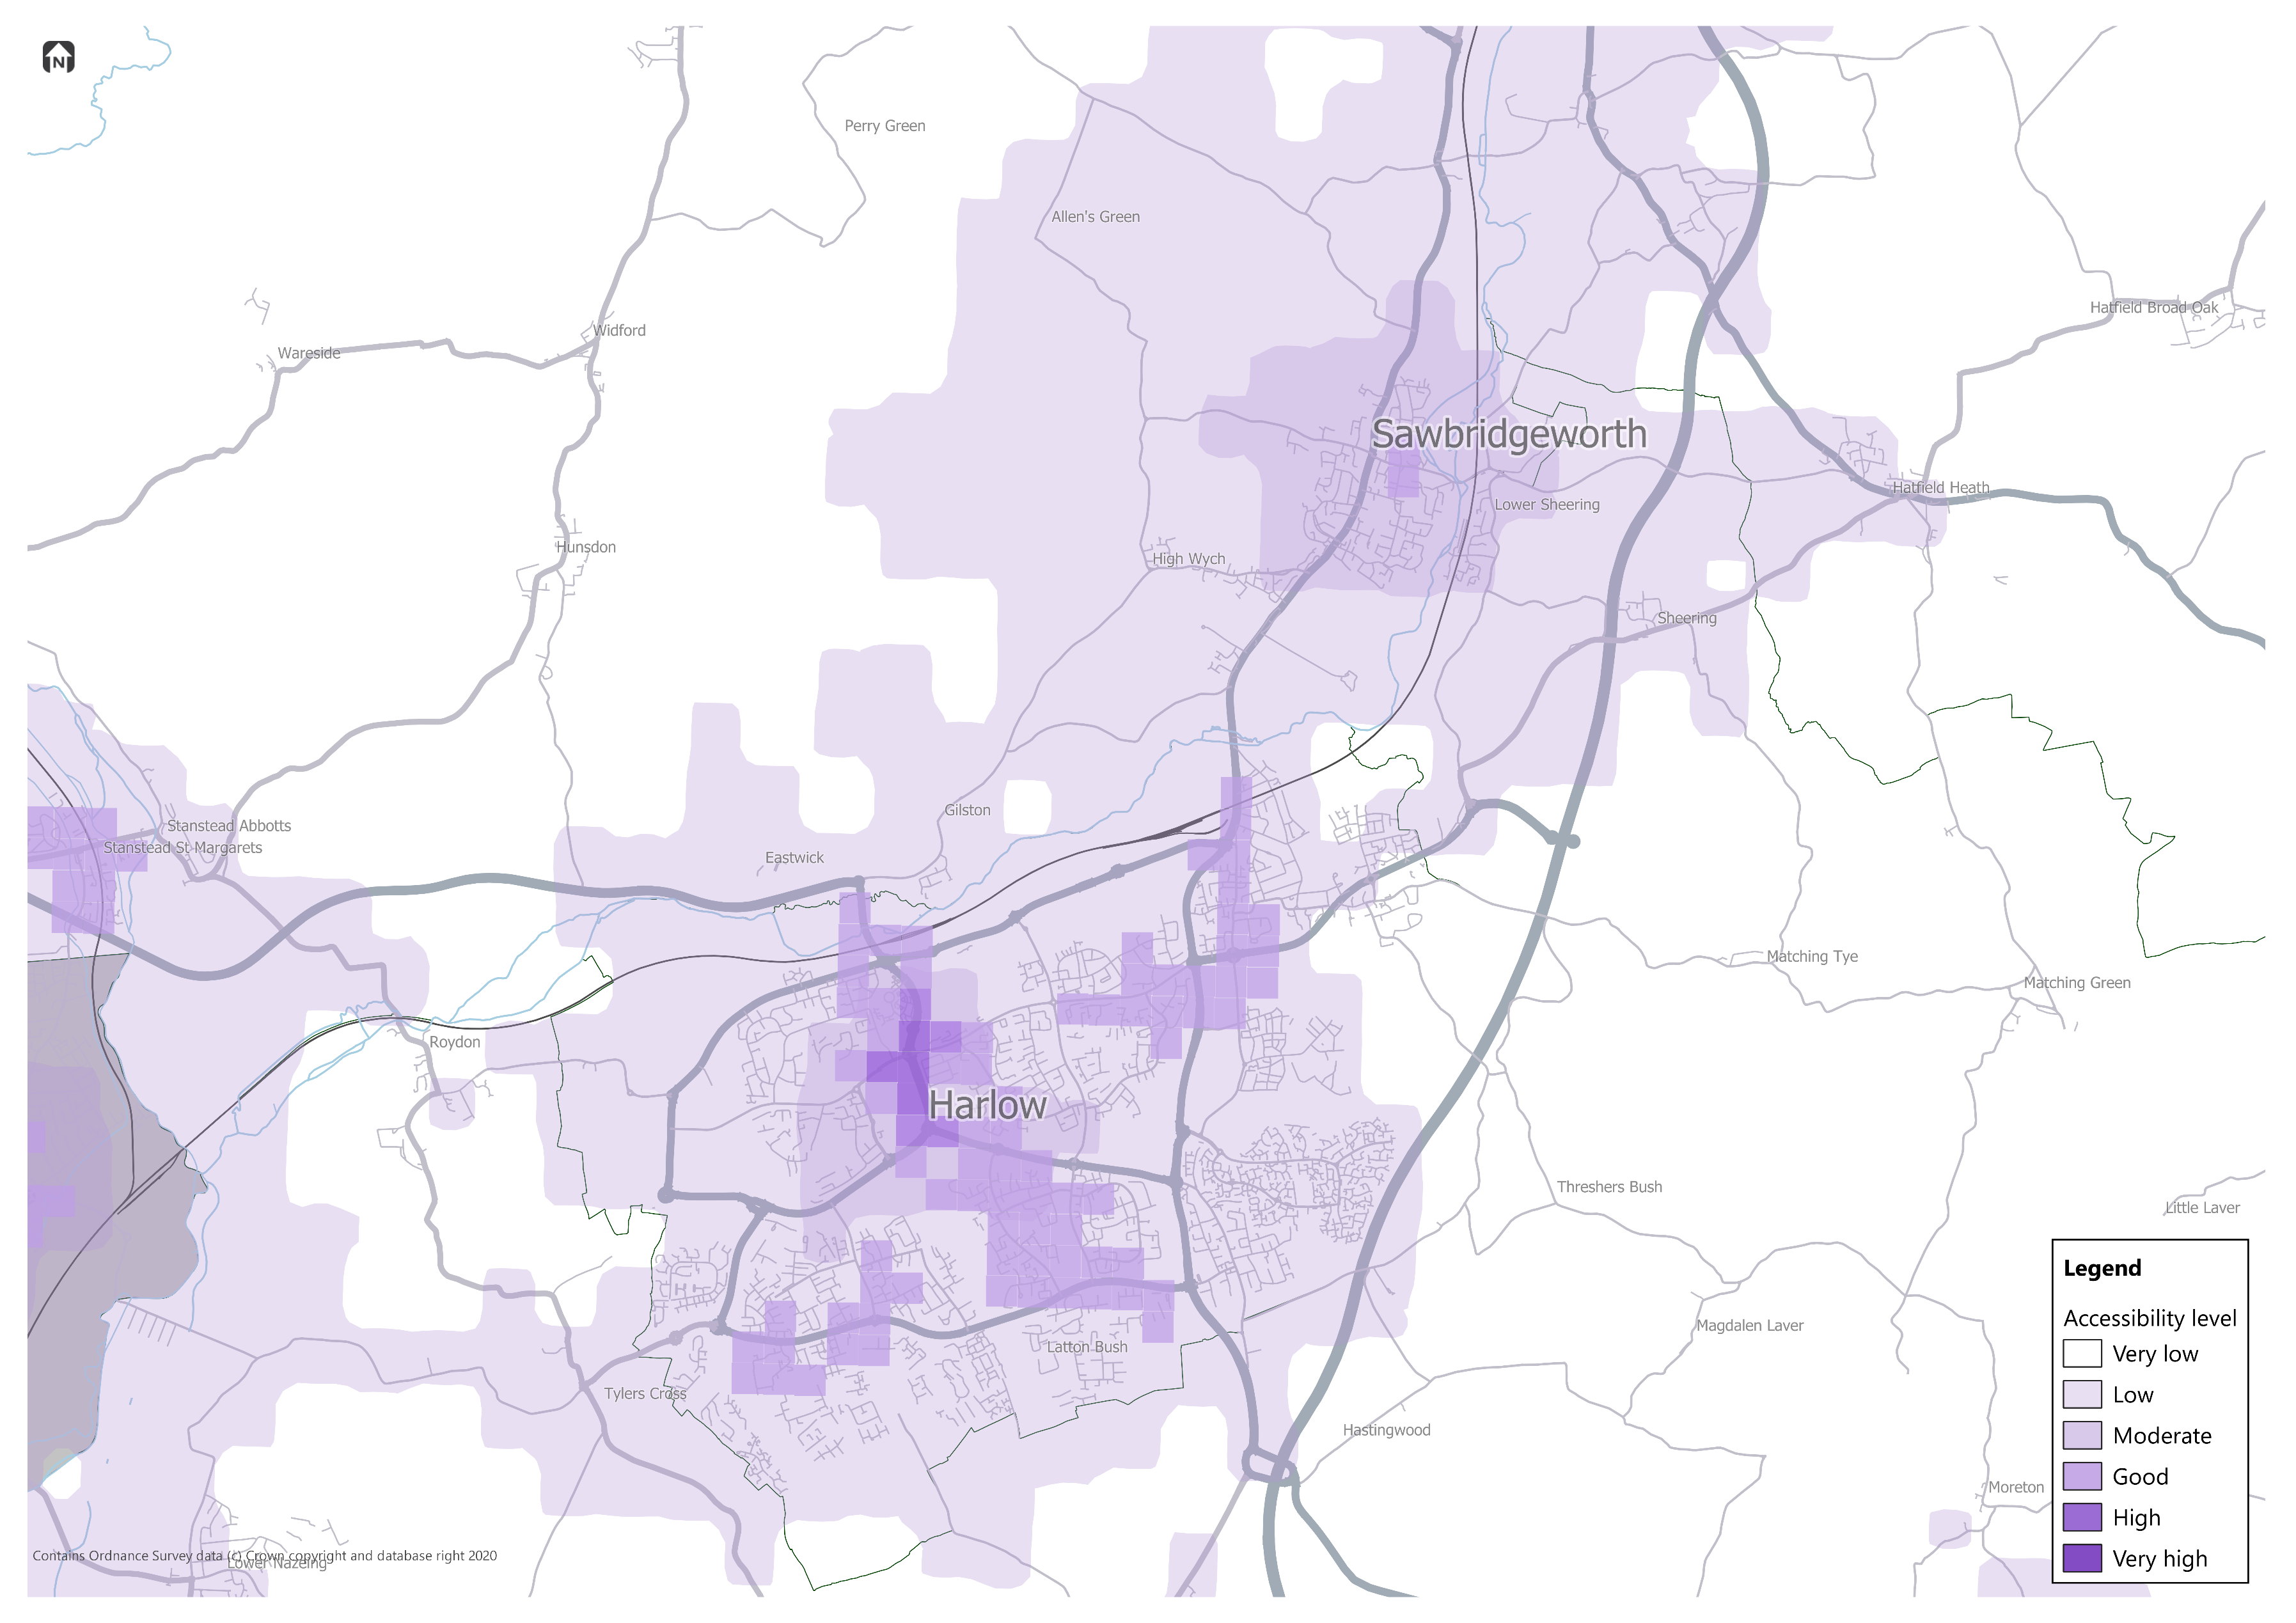 N
Perry Green
Allen's Green
Hatfield Broad Oak
Widford
Wareside
Sawbridgeworth
Hatfield Heath
Lower Sheering
Hunsdon
High Wych
Sheering
Gilston
Stanstead Abbotts
Stanstead St Margarets
Eastwick
Matching Tye
Matching Green
Roydon
Harlow
Threshers Bush
Little Laver
Magdalen Laver
Latton Bush
Tylers Cross
Hastingwood
Moreton
Lower Nazeing
Contains Ordnance Survey data (c) Crown copyright and database right 2020
Legend
Accessibility level
Very low
Low
Moderate
Good
High
Very high